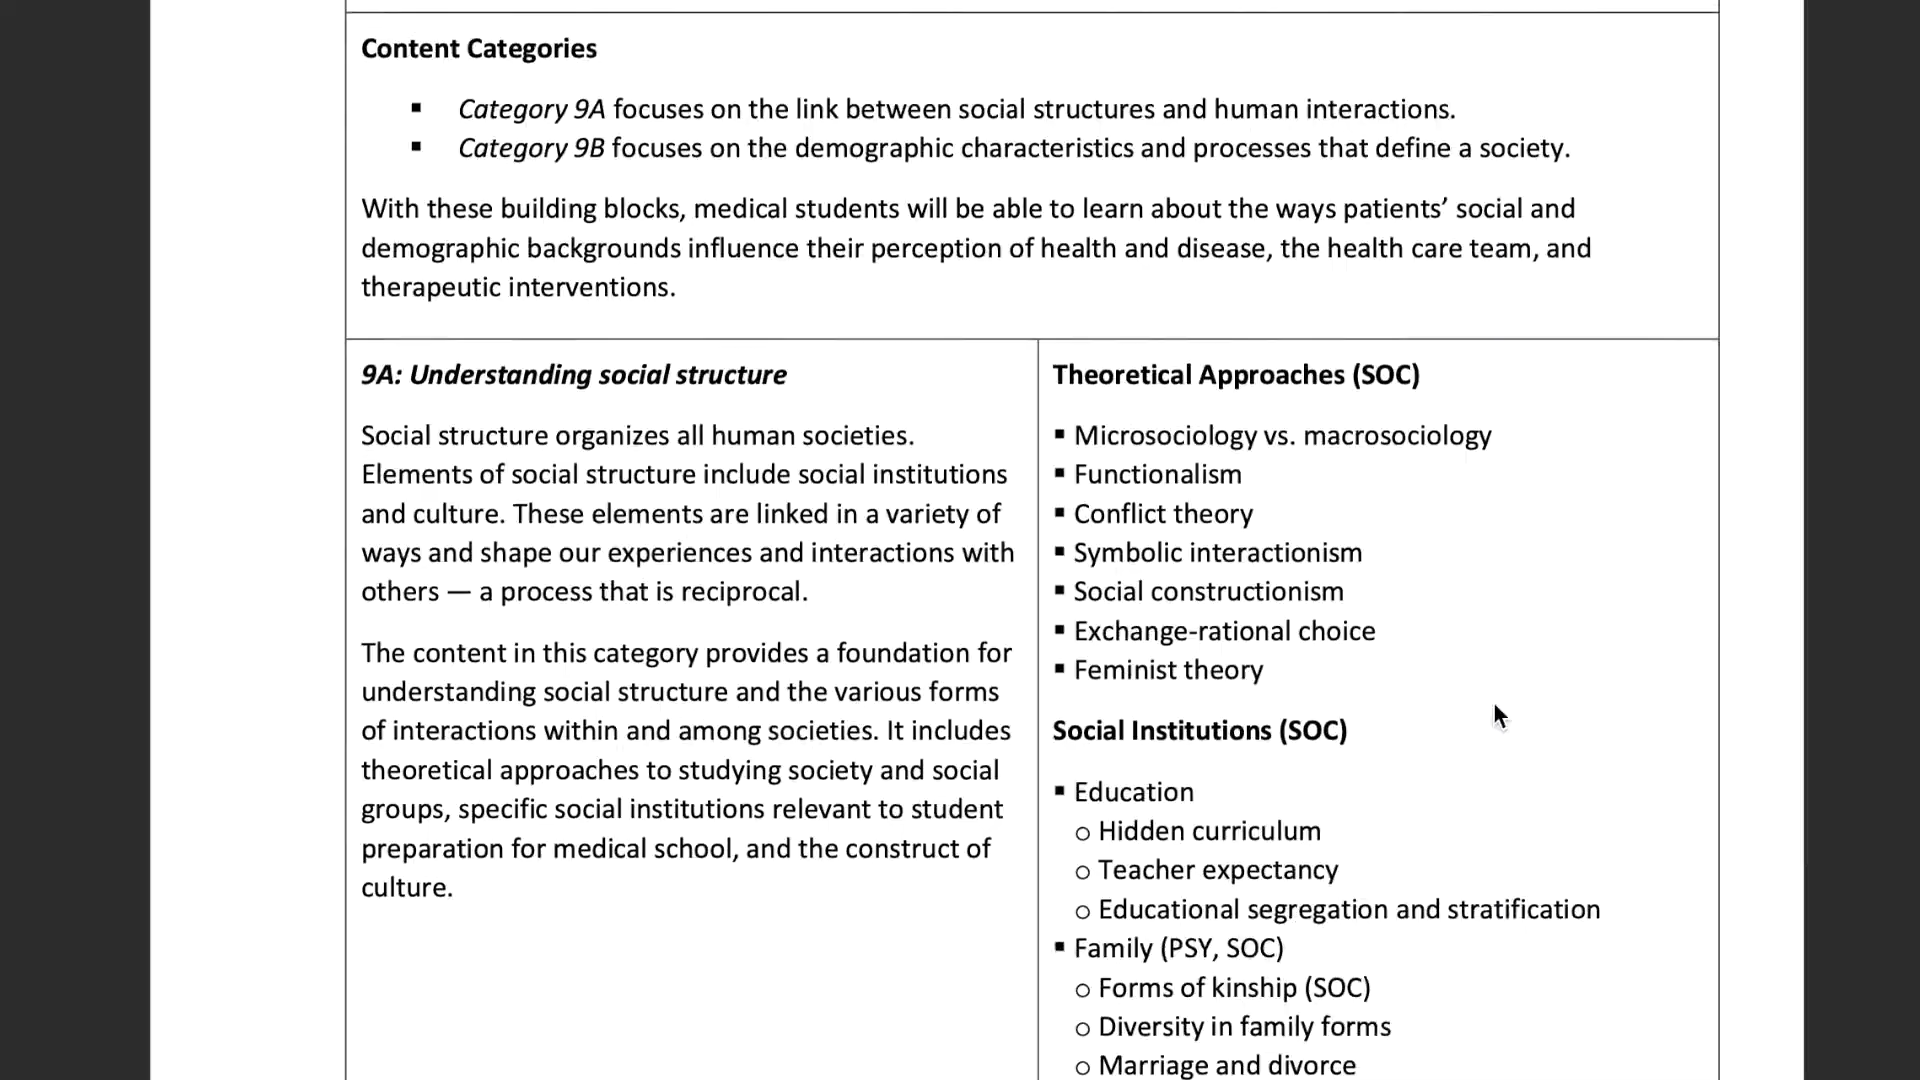 Content Categories
▪ Category 9A focuses on the link between social structures and human interactions.
▪ Category 9B focuses on the demographic characteristics and processes that define a society.
With these building blocks, medical students will be able to learn about the ways patients’ social and
demographic backgrounds influence their perception of health and disease, the health care team, and
therapeutic interventions.
9A: Understanding social structure
Social structure organizes all human societies.
Elements of social structure include social institutions
and culture. These elements are linked in a variety of
ways and shape our experiences and interactions with
others — a process that is reciprocal.
The content in this category provides a foundation for
understanding social structure and the various forms
of interactions within and among societies. It includes
theoretical approaches to studying society and social
groups, specific social institutions relevant to student
preparation for medical school, and the construct of
culture.
Theoretical Approaches (SOC)
▪ Microsociology vs. macrosociology
▪ Functionalism
▪ Conflict theory
▪ Symbolic interactionism
▪ Social constructionism
▪ Exchange-rational choice
▪ Feminist theory
Social Institutions (SOC)
▪ Education
o Hidden curriculum
o Teacher expectancy
o Educational segregation and stratification
▪ Family (PSY, SOC)
o Forms of kinship (SOC)
o Diversity in family forms
o Marriage and divorce